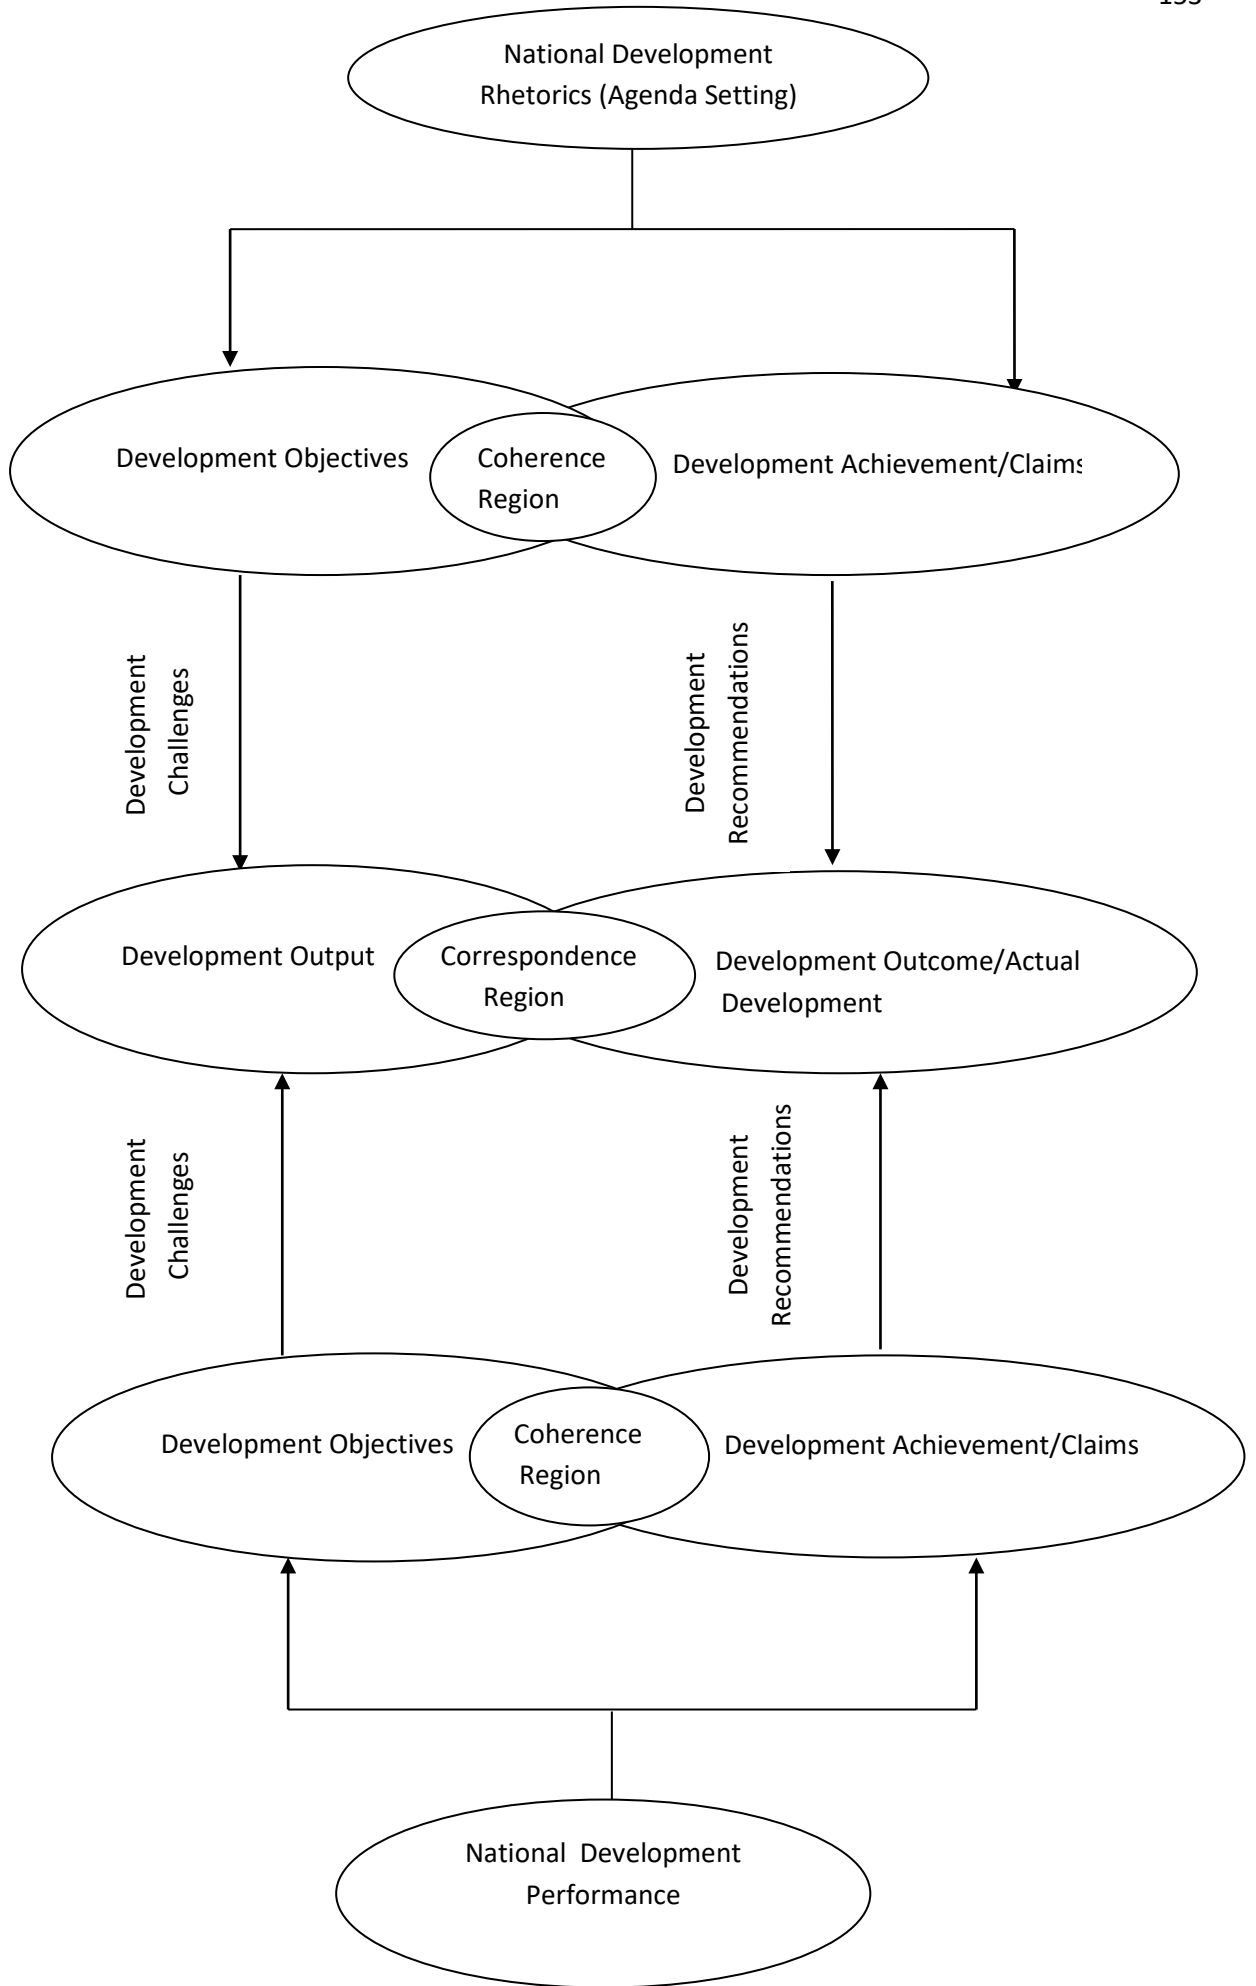 National Development
Rhetorics (Agenda Setting)
Development Objectives
Coherence
Region
Development Achievement/Claims
Development
Challenges
Development
Recommendations
Development Output
Correspondence
Region
Development Outcome/Actual
Development
Development
Challenges
Development
Recommendations
Development Objectives
Coherence
Region
Development Achievement/Claims
National Development
Performance